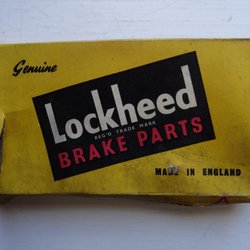 Genuine
Lockheed
REG'D TRADE MARK
BRAKE PARTS
MADE IN ENGLAND